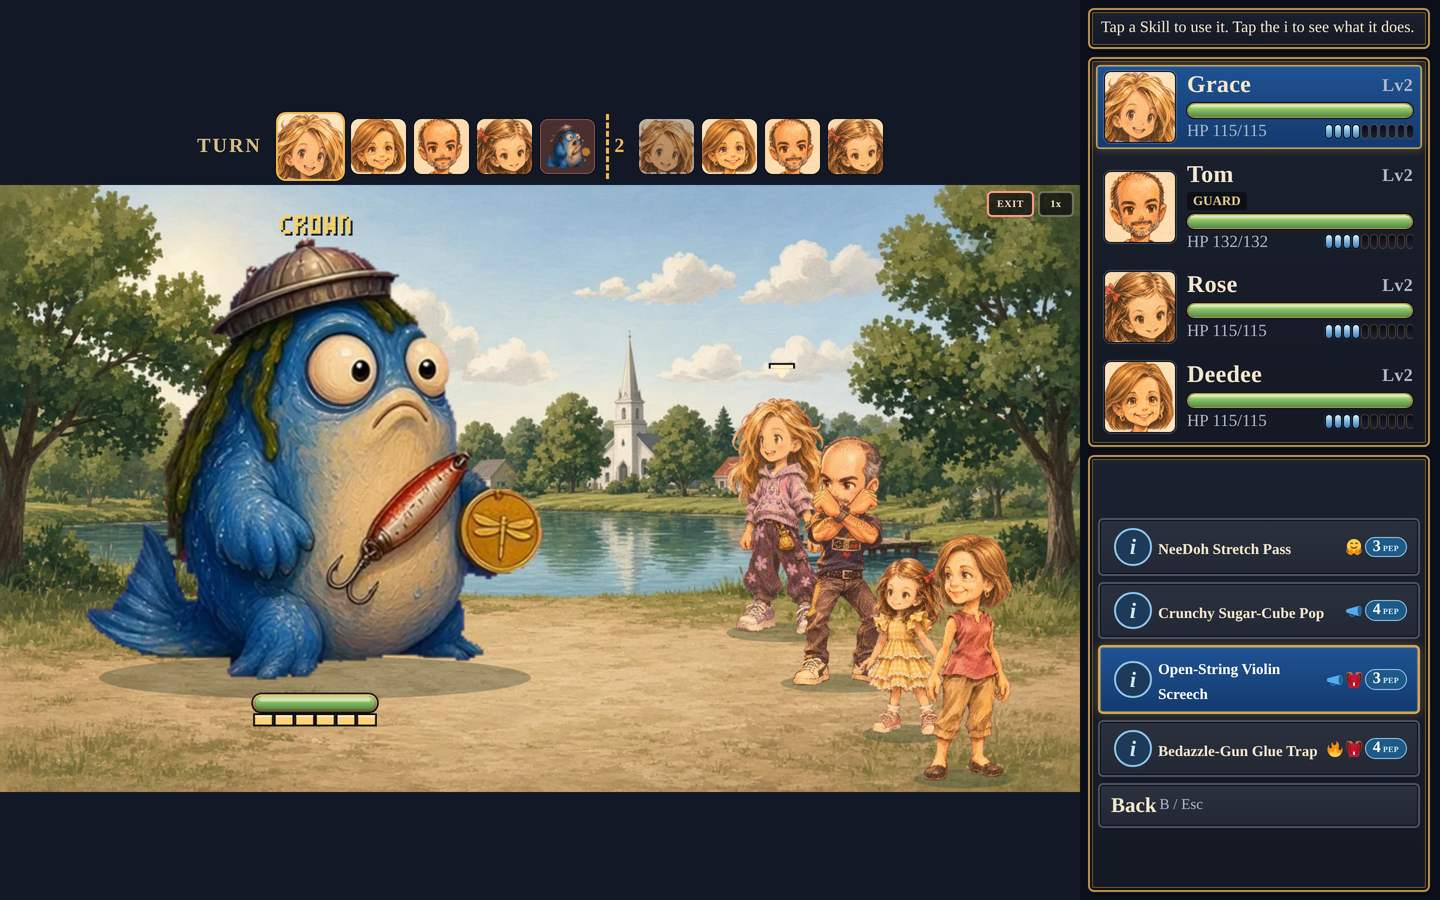 Tap a Skill to use it. Tap the i to see what it does.
TURN
2
EXIT
1x
CROWN
Grace Lv2
HP 115/115
Tom Lv2
GUARD
HP 132/132
Rose Lv2
HP 115/115
Deedee Lv2
HP 115/115
i NeeDoh Stretch Pass 3 PEP
i Crunchy Sugar-Cube Pop 4 PEP
i Open-String Violin
Screech 3 PEP
i Bedazzle-Gun Glue Trap 4 PEP
Back B / Esc